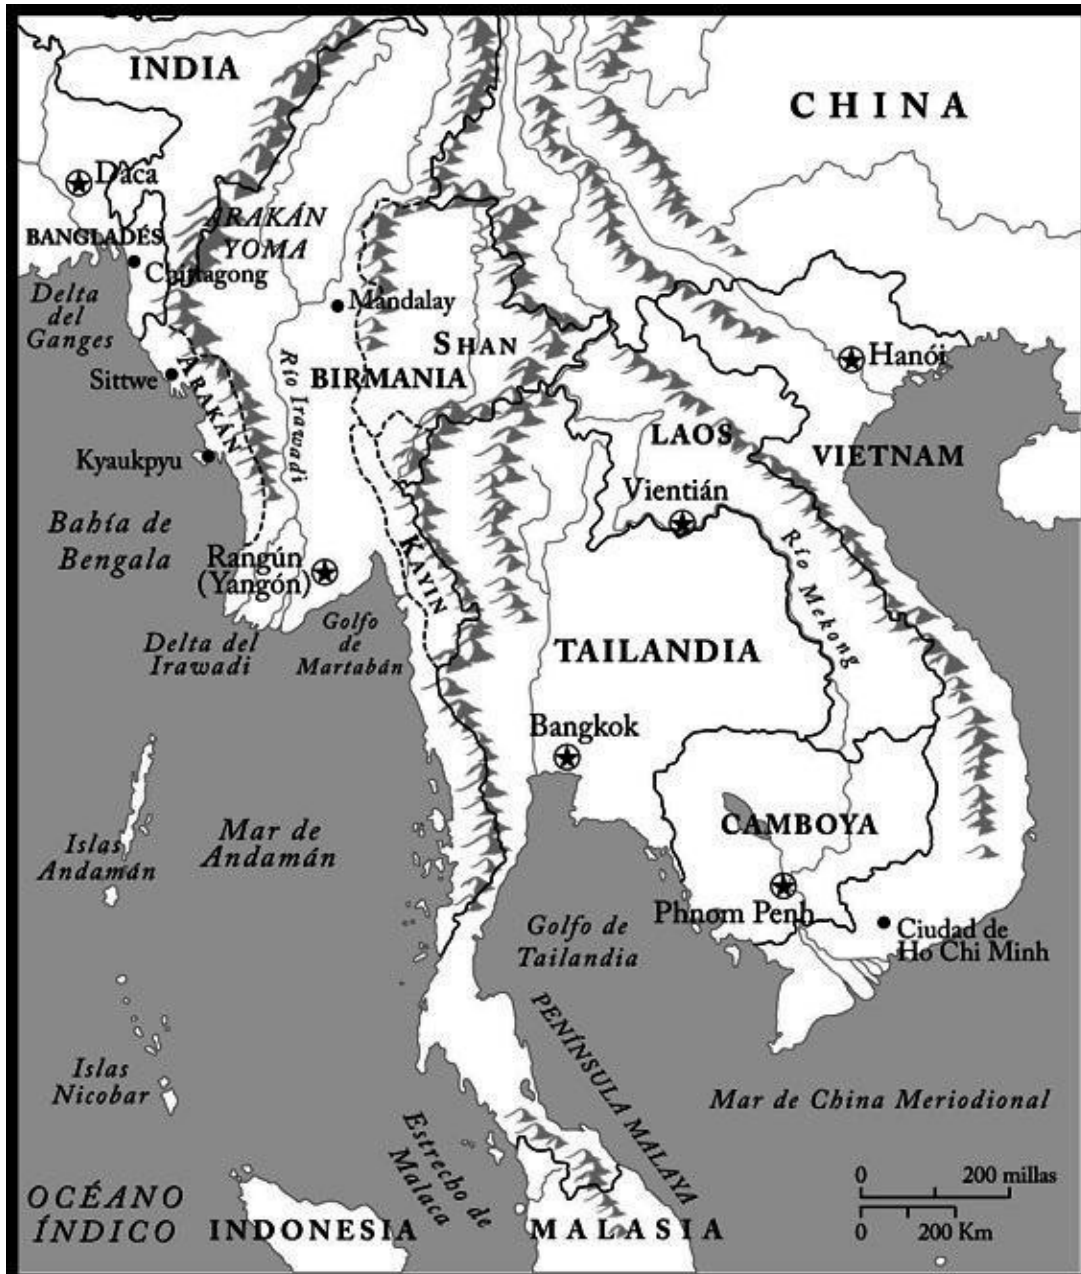 INDIA
CHINA
Daca
ARAKÁN
YOMA
BANGLADÉS
Chittagong
Delta
del
Ganges
Mandalay
SHAN
Hanói
Sittwe
ARAKÁN
Río Irawadi
BIRMANIA
LAOS
VIETNAM
Kyaukpyu
Vientián
Bahía de
Bengala
Rangún
(Yangón)
KAYIN
Río Mekong
Golfo
de
Martabán
Delta del
Irawadi
TAILANDIA
Bangkok
Islas
Andamán
Mar de
Andamán
CAMBOYA
Phnom Penh
Golfo de
Tailandia
Ciudad de
Ho Chi Minh
PENÍNSULA MALAYA
Islas
Nicobar
Mar de China Meriodional
Estrecho de
Malaca
0 200 millas
0 200 Km
OCÉANO
ÍNDICO
INDONESIA
MALASIA